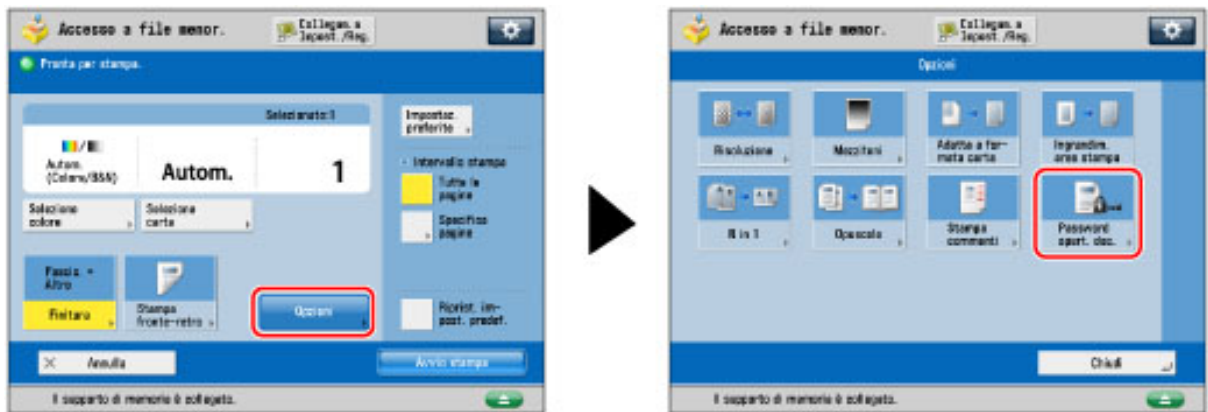 Accesso a file memor.
Collegam. a
Impost./Reg.
Pronta per stampa.
Selezionato:1
Autom.
(Colore/B&N)
Autom.
1
Seleziona
colore
Seleziona
carta
Fascic. +
Altro
Finitura
Stampa
fronte-retro
Opzioni
Impostaz.
preferite
Intervallo stampa
Tutte le
pagine
Specifica
pagine
Riprist. im-
post. predef.
Annulla
Avvio stampa
Il supporto di memoria è collegato.
Accesso a file memor.
Collegam. a
Impost./Reg.
Opzioni
Risoluzione
Mezzitoni
Adatta a for-
mato carta
Ingrandim.
area stampa
N in 1
Opuscolo
Stampa
commenti
Password
apert. doc.
Chiudi
Il supporto di memoria è collegato.